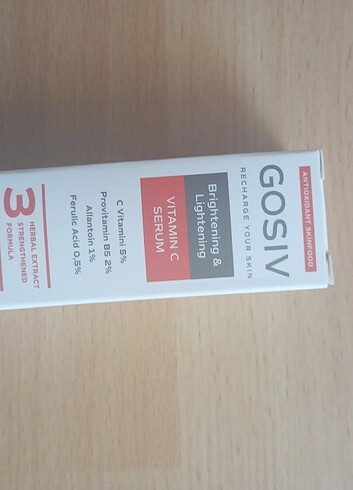 ANTIOXIDANT SKINFOOD
GOSIV
RECHARGE YOUR SKIN
Brightening &
Lightening
VITAMIN C
SERUM
C Vitamini 5%
Provitamin B5 2%
Allantoin 1%
Ferulic Acid 0,5%
3
HERBAL EXTRACT
STRENGTHENED
FORMULA